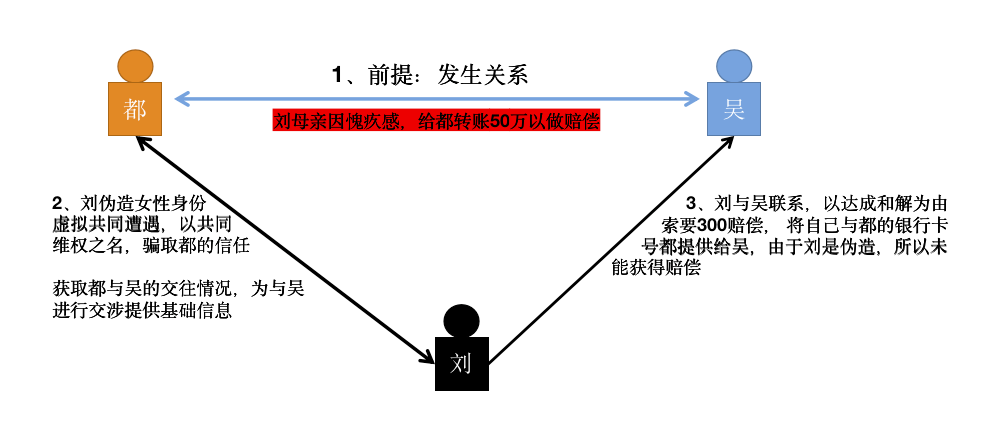 1、前提：发生关系
都
吴
刘母亲因愧疚感，给都转账50万以做赔偿
2、刘伪造女性身份
虚拟共同遭遇，以共同
维权之名，骗取都的信任
获取都与吴的交往情况，为与吴
进行交涉提供基础信息
3、刘与吴联系，以达成和解为由
索要300赔偿， 将自己与都的银行卡
号都提供给吴，由于刘是伪造，所以未
能获得赔偿
刘